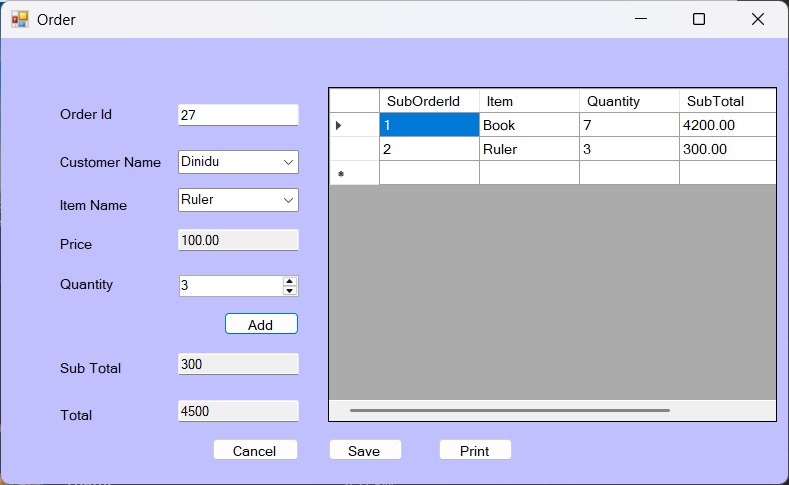 Order
Order Id 27
Customer Name Dinidu
Item Name Ruler
Price 100.00
Quantity 3
Add
Sub Total 300
Total 4500
SubOrderId Item Quantity SubTotal
1 Book 7 4200.00
2 Ruler 3 300.00
Cancel Save Print